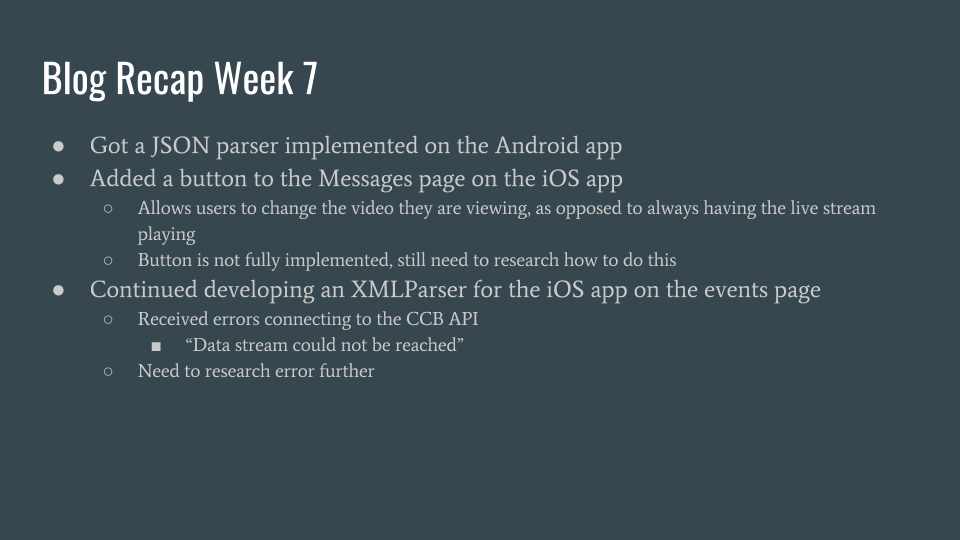 Blog Recap Week 7
● Got a JSON parser implemented on the Android app
● Added a button to the Messages page on the iOS app
○ Allows users to change the video they are viewing, as opposed to always having the live stream
playing
○ Button is not fully implemented, still need to research how to do this
● Continued developing an XMLParser for the iOS app on the events page
○ Received errors connecting to the CCB API
■ “Data stream could not be reached”
○ Need to research error further